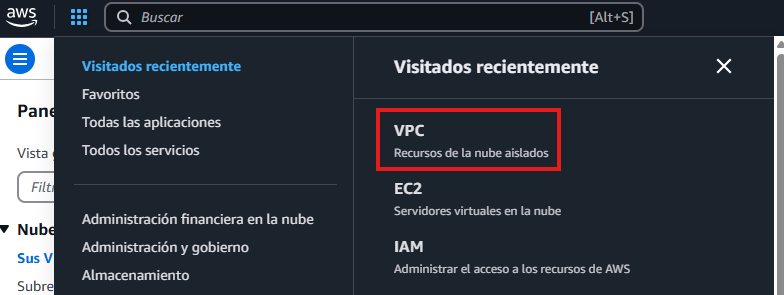 aws
Buscar
[Alt+S]
Visitados recientemente
Favoritos
Todas las aplicaciones
Todos los servicios
Administración financiera en la nube
Administración y gobierno
Almacenamiento
Visitados recientemente
VPC
Recursos de la nube aislados
EC2
Servidores virtuales en la nube
IAM
Administrar el acceso a los recursos de AWS
Pane
Vista g
Filtr
Nube
Sus V
Subre